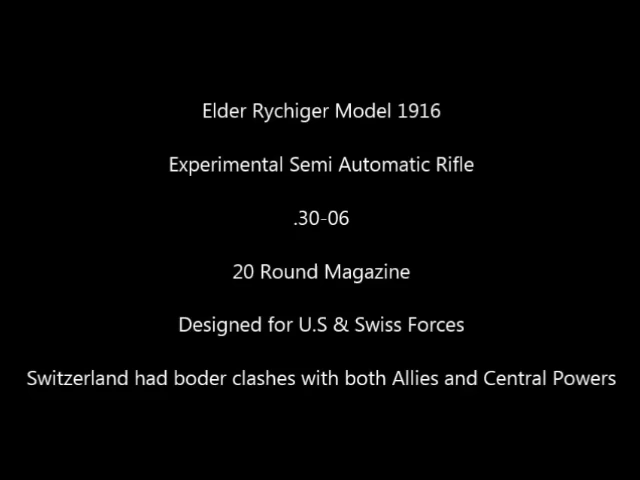 Elder Rychiger Model 1916
Experimental Semi Automatic Rifle
.30-06
20 Round Magazine
Designed for U.S & Swiss Forces
Switzerland had boder clashes with both Allies and Central Powers